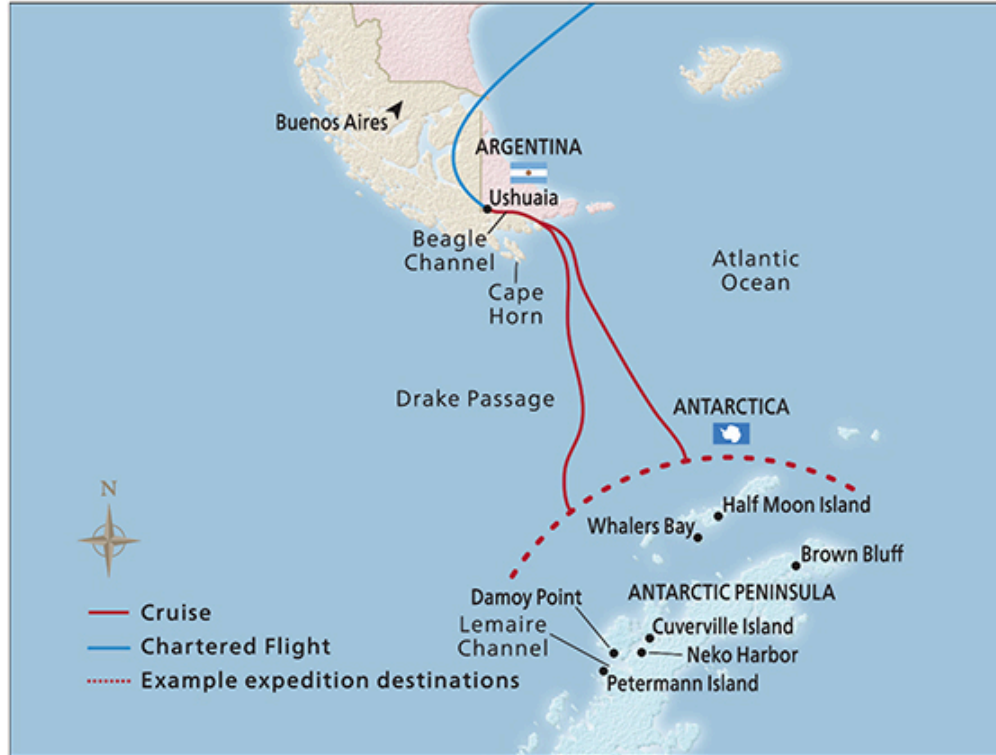 Buenos Aires
ARGENTINA
Ushuaia
Beagle
Channel
Cape
Horn
Atlantic
Ocean
Drake Passage
ANTARCTICA
N
Half Moon Island
Whalers Bay
Brown Bluff
ANTARCTIC PENINSULA
Damoy Point
Lemaire
Channel
Cuverville Island
Neko Harbor
Petermann Island
Cruise
Chartered Flight
Example expedition destinations